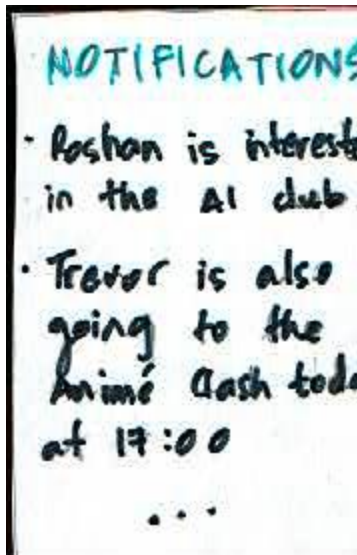 NOTIFICATIONS
· Roshan is interest
in the AI club
· Trevor is also
going to the
Animé Clash toda
at 17:00
...